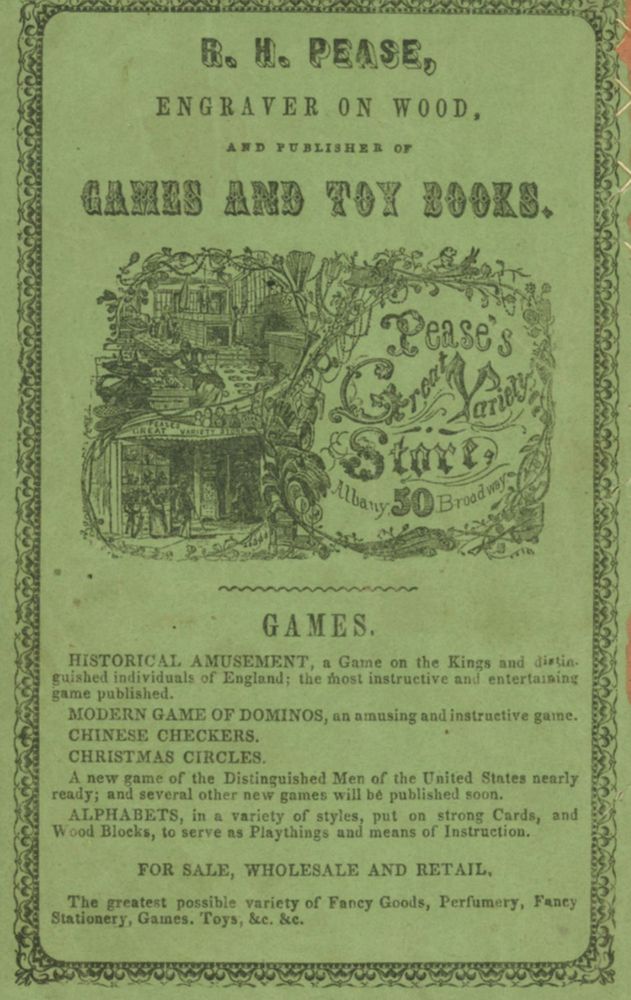 R. H. PEASE,
ENGRAVER ON WOOD,
AND PUBLISHER OF
GAMES AND TOY BOOKS.
PEASE'S
GREAT VARIETY STORE
Pease's
Great Variety
Store,
Albany, 50 Broadway
GAMES.
HISTORICAL AMUSEMENT, a Game on the Kings and distin-
guished individuals of England; the most instructive and entertaining
game published.
MODERN GAME OF DOMINOS, an amusing and instructive game.
CHINESE CHECKERS.
CHRISTMAS CIRCLES.
A new game of the Distinguished Men of the United States nearly
ready; and several other new games will be published soon.
ALPHABETS, in a variety of styles, put on strong Cards, and
Wood Blocks, to serve as Playthings and means of Instruction.
FOR SALE, WHOLESALE AND RETAIL,
The greatest possible variety of Fancy Goods, Perfumery, Fancy
Stationery, Games. Toys, &c. &c.